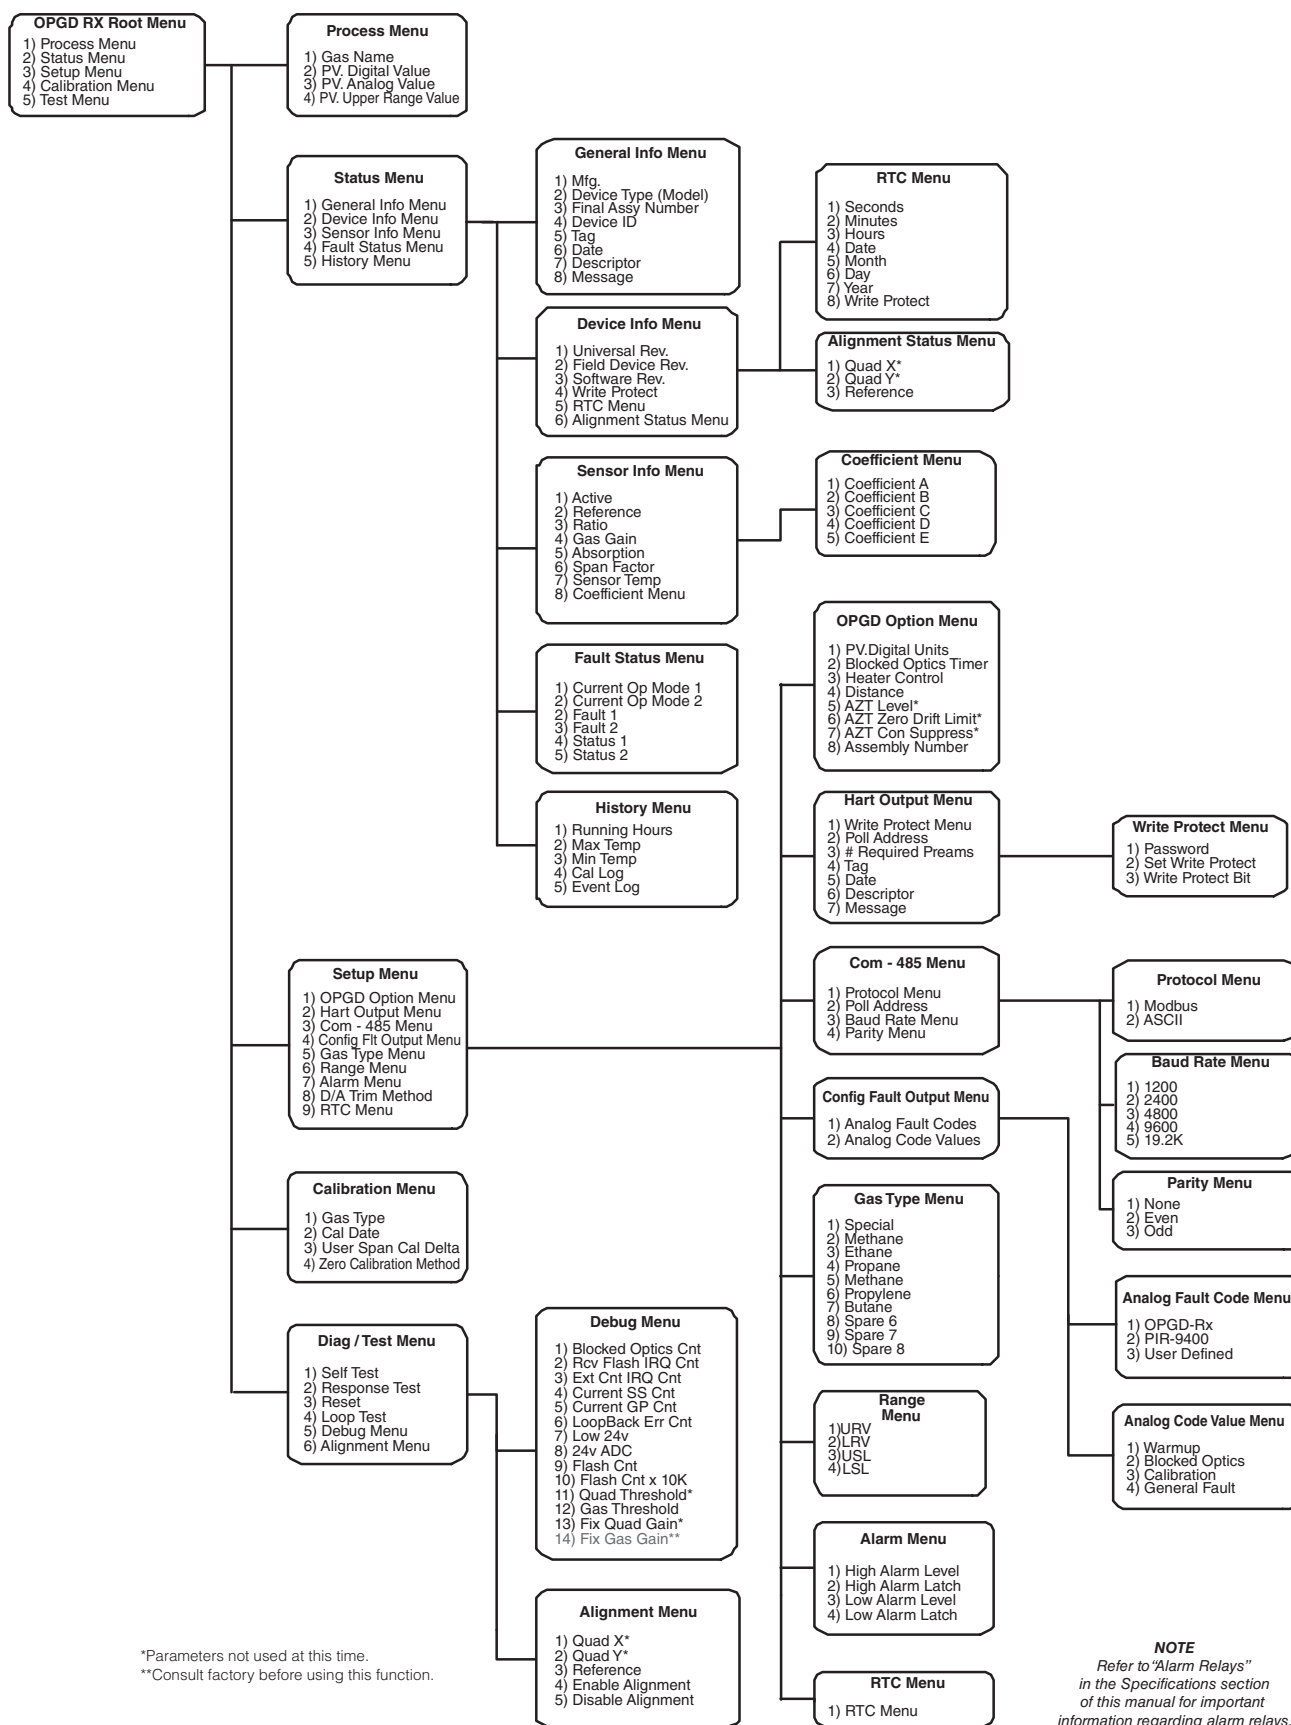 OPGD RX Root Menu
1) Process Menu
2) Status Menu
3) Setup Menu
4) Calibration Menu
5) Test Menu
Process Menu
1) Gas Name
2) PV. Digital Value
3) PV. Analog Value
4) PV. Upper Range Value
Status Menu
1) General Info Menu
2) Device Info Menu
3) Sensor Info Menu
4) Fault Status Menu
5) History Menu
General Info Menu
1) Mfg.
2) Device Type (Model)
3) Final Assy Number
4) Device ID
5) Tag
6) Date
7) Descriptor
8) Message
RTC Menu
1) Seconds
2) Minutes
3) Hours
4) Date
5) Month
6) Day
7) Year
8) Write Protect
Device Info Menu
1) Universal Rev.
2) Field Device Rev.
3) Software Rev.
4) Write Protect
5) RTC Menu
6) Alignment Status Menu
Alignment Status Menu
1) Quad X*
2) Quad Y*
3) Reference
Sensor Info Menu
1) Active
2) Reference
3) Ratio
4) Gas Gain
5) Absorption
6) Span Factor
7) Sensor Temp
8) Coefficient Menu
Coefficient Menu
1) Coefficient A
2) Coefficient B
3) Coefficient C
4) Coefficient D
5) Coefficient E
Fault Status Menu
1) Current Op Mode 1
2) Current Op Mode 2
2) Fault 1
3) Fault 2
4) Status 1
5) Status 2
History Menu
1) Running Hours
2) Max Temp
3) Min Temp
4) Cal Log
5) Event Log
OPGD Option Menu
1) PV.Digital Units
2) Blocked Optics Timer
3) Heater Control
4) Distance
5) AZT Level*
6) AZT Zero Drift Limit*
7) AZT Con Suppress*
8) Assembly Number
Hart Output Menu
1) Write Protect Menu
2) Poll Address
3) # Required Preams
4) Tag
5) Date
6) Descriptor
7) Message
Write Protect Menu
1) Password
2) Set Write Protect
3) Write Protect Bit
Setup Menu
1) OPGD Option Menu
2) Hart Output Menu
3) Com - 485 Menu
4) Config Flt Output Menu
5) Gas Type Menu
6) Range Menu
7) Alarm Menu
8) D/A Trim Method
9) RTC Menu
Com - 485 Menu
1) Protocol Menu
2) Poll Address
3) Baud Rate Menu
4) Parity Menu
Protocol Menu
1) Modbus
2) ASCII
Baud Rate Menu
1) 1200
2) 2400
3) 4800
4) 9600
5) 19.2K
Config Fault Output Menu
1) Analog Fault Codes
2) Analog Code Values
Parity Menu
1) None
2) Even
3) Odd
Calibration Menu
1) Gas Type
2) Cal Date
3) User Span Cal Delta
4) Zero Calibration Method
Gas Type Menu
1) Special
2) Methane
3) Ethane
4) Propane
5) Methane
6) Propylene
7) Butane
8) Spare 6
9) Spare 7
10) Spare 8
Analog Fault Code Menu
1) OPGD-Rx
2) PIR-9400
3) User Defined
Diag / Test Menu
1) Self Test
2) Response Test
3) Reset
4) Loop Test
5) Debug Menu
6) Alignment Menu
Debug Menu
1) Blocked Optics Cnt
2) Rcv Flash IRQ Cnt
3) Ext Cnt IRQ Cnt
4) Current SS Cnt
5) Current GP Cnt
6) LoopBack Err Cnt
7) Low 24v
8) 24v ADC
9) Flash Cnt
10) Flash Cnt x 10K
11) Quad Threshold*
12) Gas Threshold
13) Fix Quad Gain*
14) Fix Gas Gain**
Range
Menu
1)URV
2)LRV
3)USL
4)LSL
Analog Code Value Menu
1) Warmup
2) Blocked Optics
3) Calibration
4) General Fault
Alarm Menu
1) High Alarm Level
2) High Alarm Latch
3) Low Alarm Level
4) Low Alarm Latch
Alignment Menu
1) Quad X*
2) Quad Y*
3) Reference
4) Enable Alignment
5) Disable Alignment
RTC Menu
1) RTC Menu
*Parameters not used at this time.
**Consult factory before using this function.
NOTE
Refer to “Alarm Relays”
in the Specifications section
of this manual for important
information regarding alarm relays.